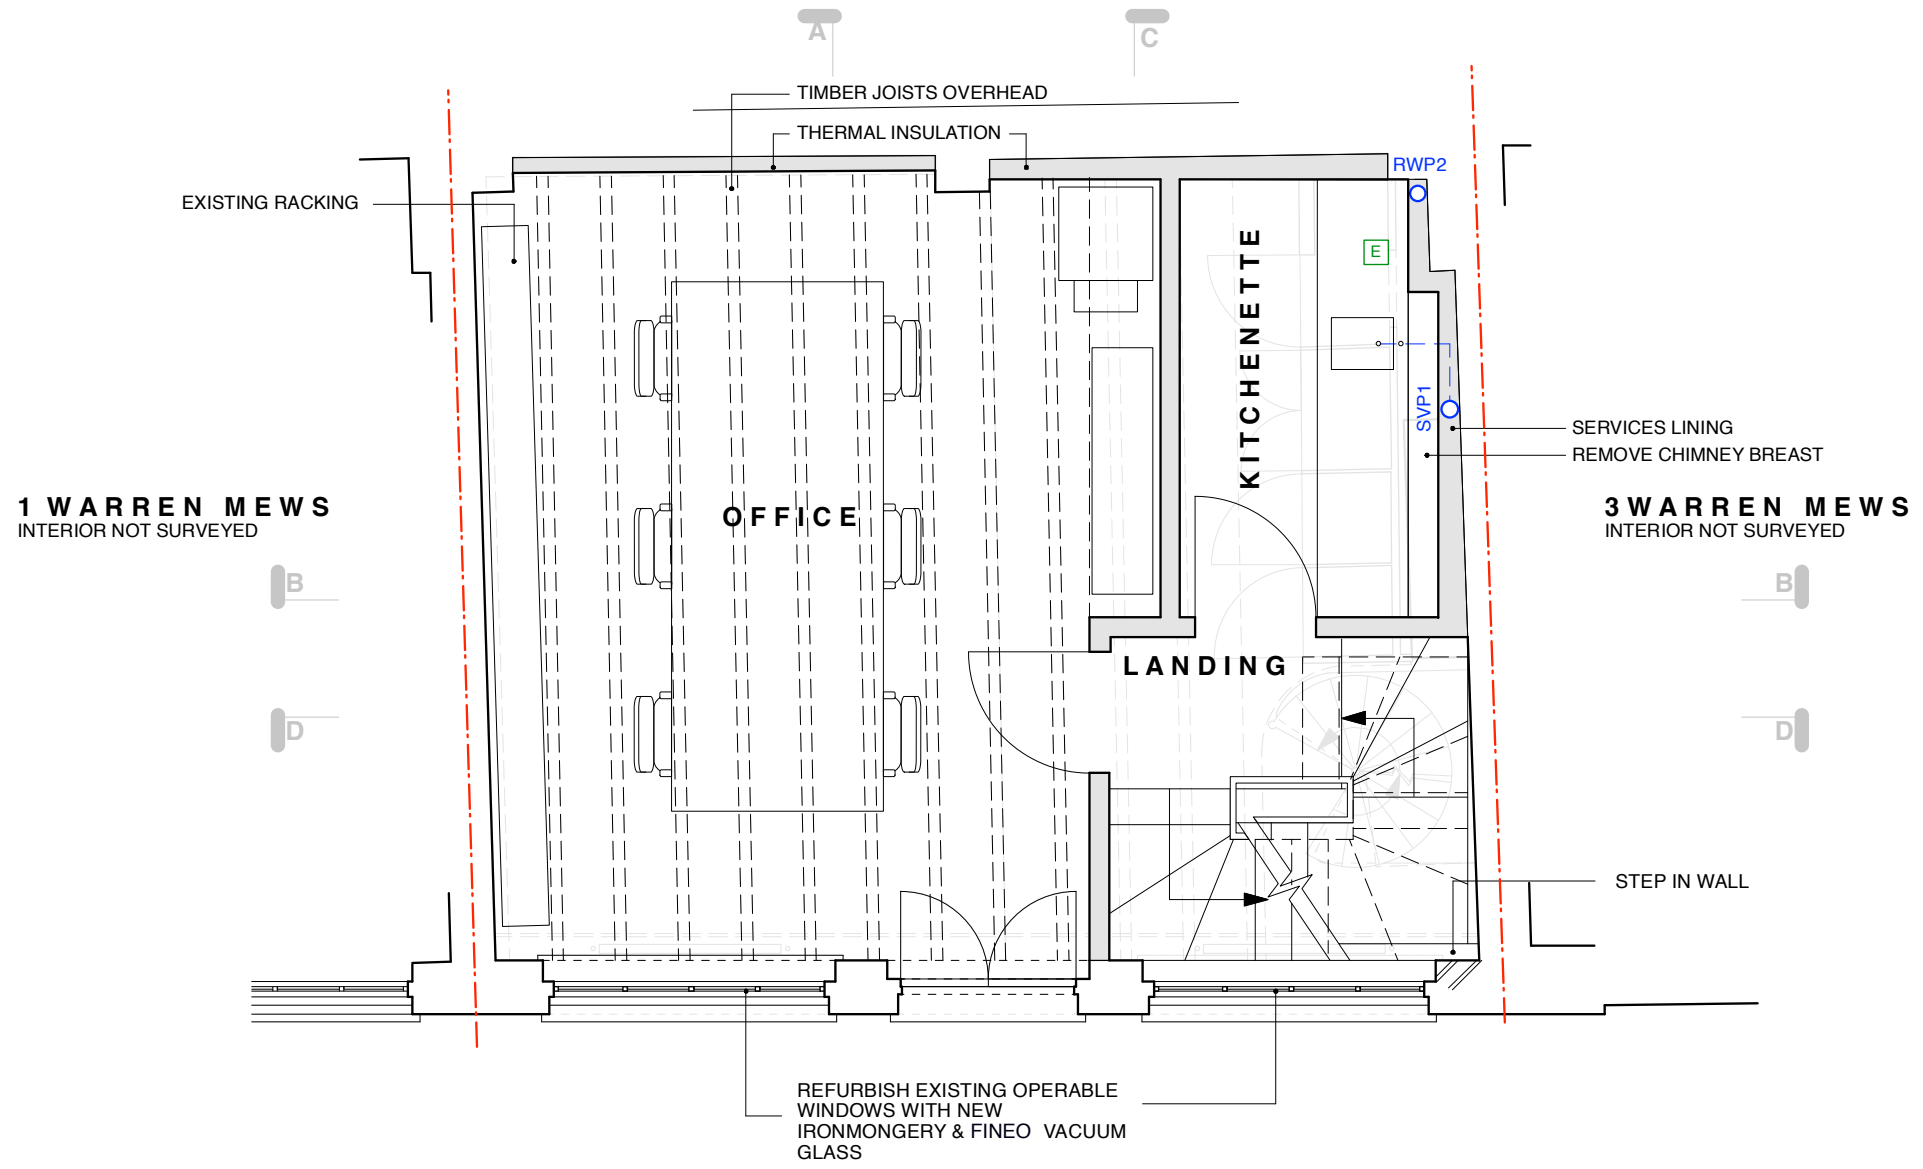 A
C
TIMBER JOISTS OVERHEAD
THERMAL INSULATION
RWP2
EXISTING RACKING
E
KITCHENETTE
SVP1
SERVICES LINING
REMOVE CHIMNEY BREAST
1 WARREN MEWS
INTERIOR NOT SURVEYED
OFFICE
3 WARREN MEWS
INTERIOR NOT SURVEYED
B
B
LANDING
D
D
STEP IN WALL
REFURBISH EXISTING OPERABLE
WINDOWS WITH NEW
IRONMONGERY & FINEO VACUUM
GLASS